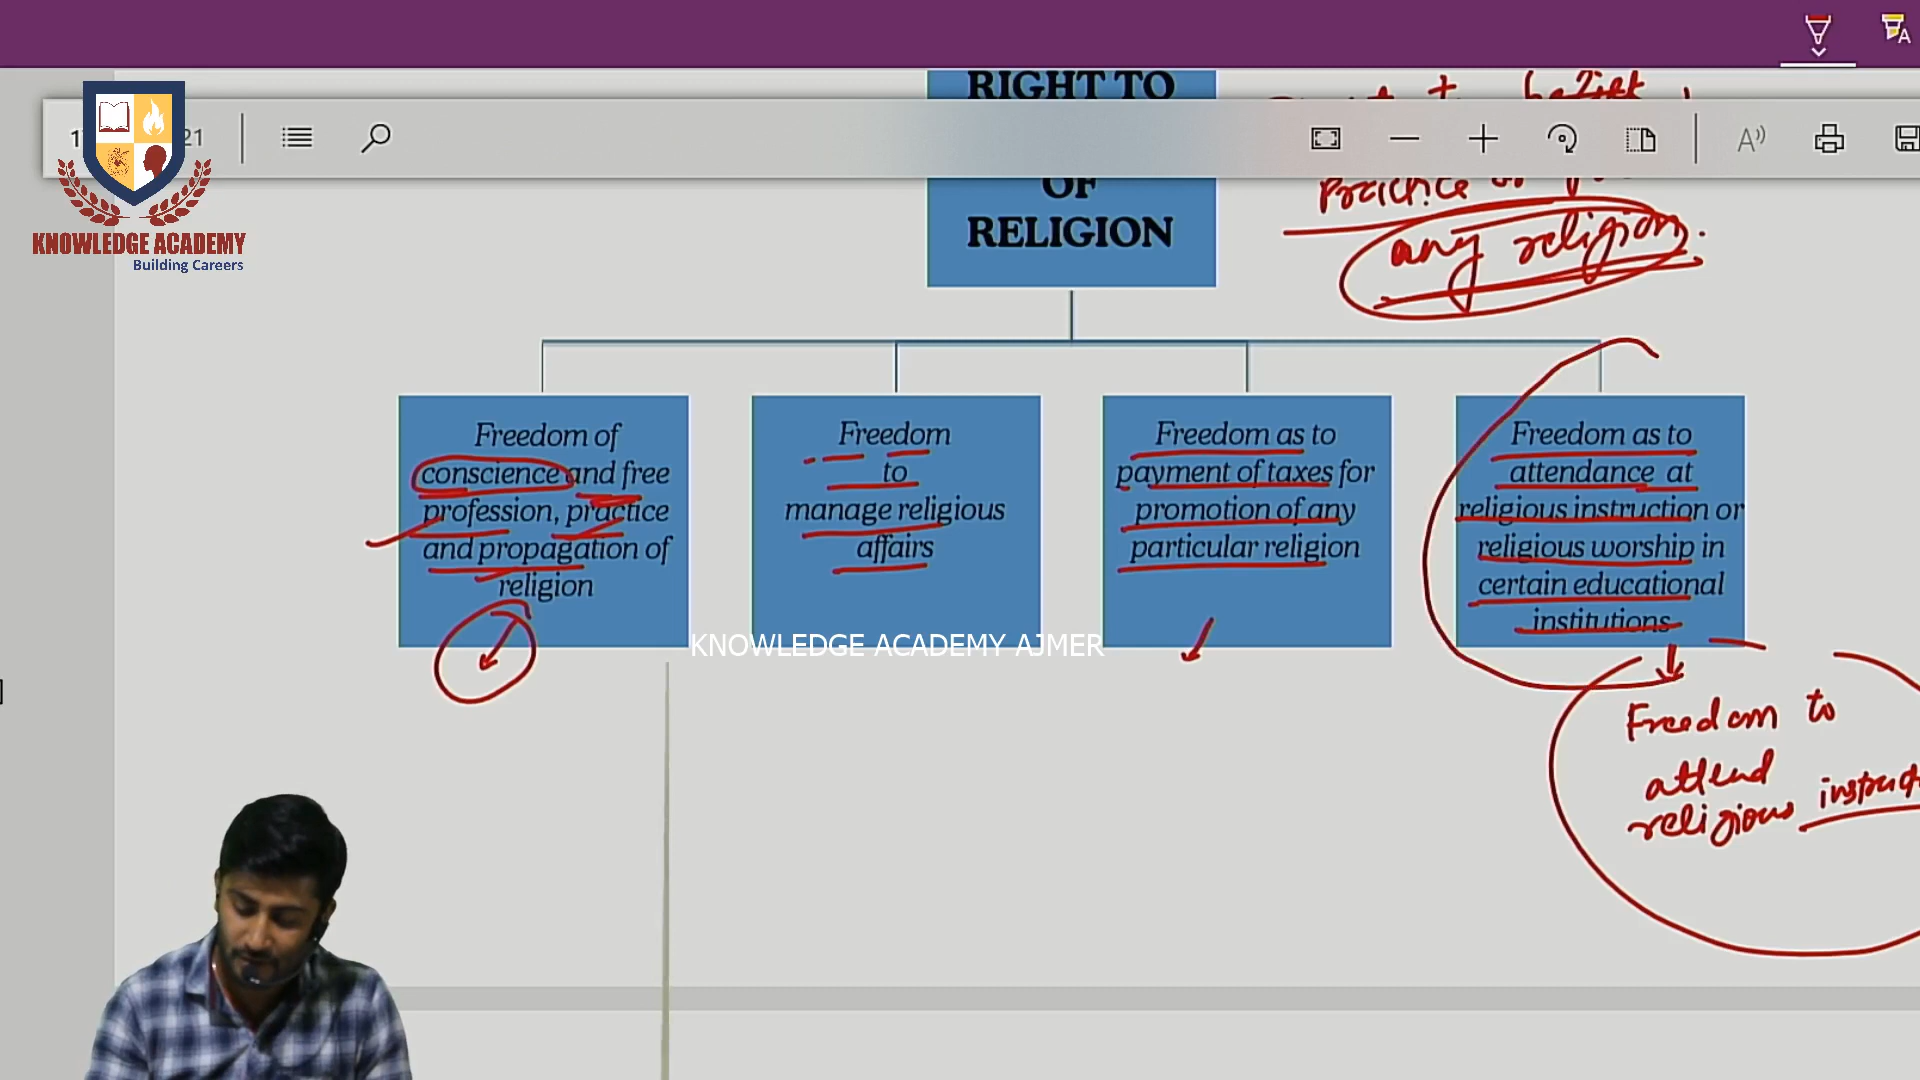 RIGHT TO
OF
RELIGION
Practice
any religion.
21
KNOWLEDGE ACADEMY
Building Careers
Freedom of
conscience and free
profession, practice
and propagation of
religion
Freedom
to
manage religious
affairs
Freedom as to
payment of taxes for
promotion of any
particular religion
Freedom as to
attendance at
religious instruction or
religious worship in
certain educational
institutions
KNOWLEDGE ACADEMY AJMER
Freedom to
attend
religious